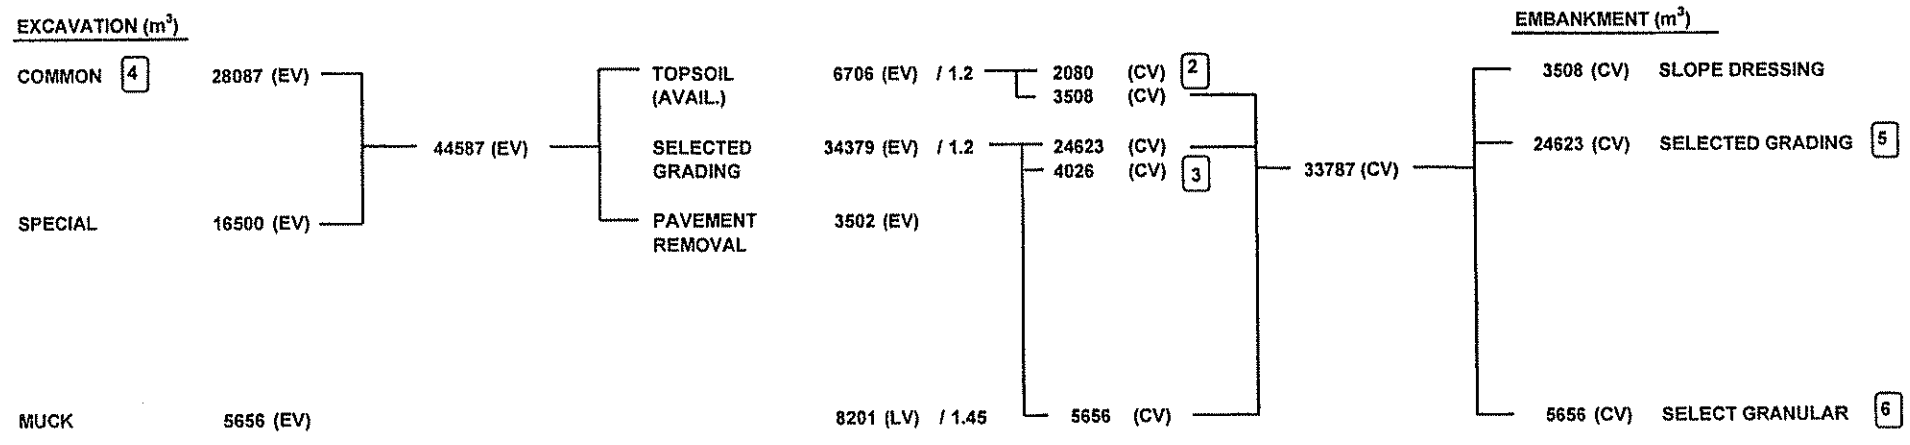 EXCAVATION (m³)
EMBANKMENT (m³)
COMMON 4 28087 (EV) TOPSOIL 6706 (EV) / 1.2 2080 (CV) 2 3508 (CV) SLOPE DRESSING
(AVAIL.) 3508 (CV)
44587 (EV) SELECTED 34379 (EV) / 1.2 24623 (CV) 24623 (CV) SELECTED GRADING 5
GRADING 4026 (CV) 3 33787 (CV)
SPECIAL 16500 (EV) PAVEMENT 3502 (EV)
REMOVAL
MUCK 5656 (EV) 8201 (LV) / 1.45 5656 (CV) 5656 (CV) SELECT GRANULAR 6